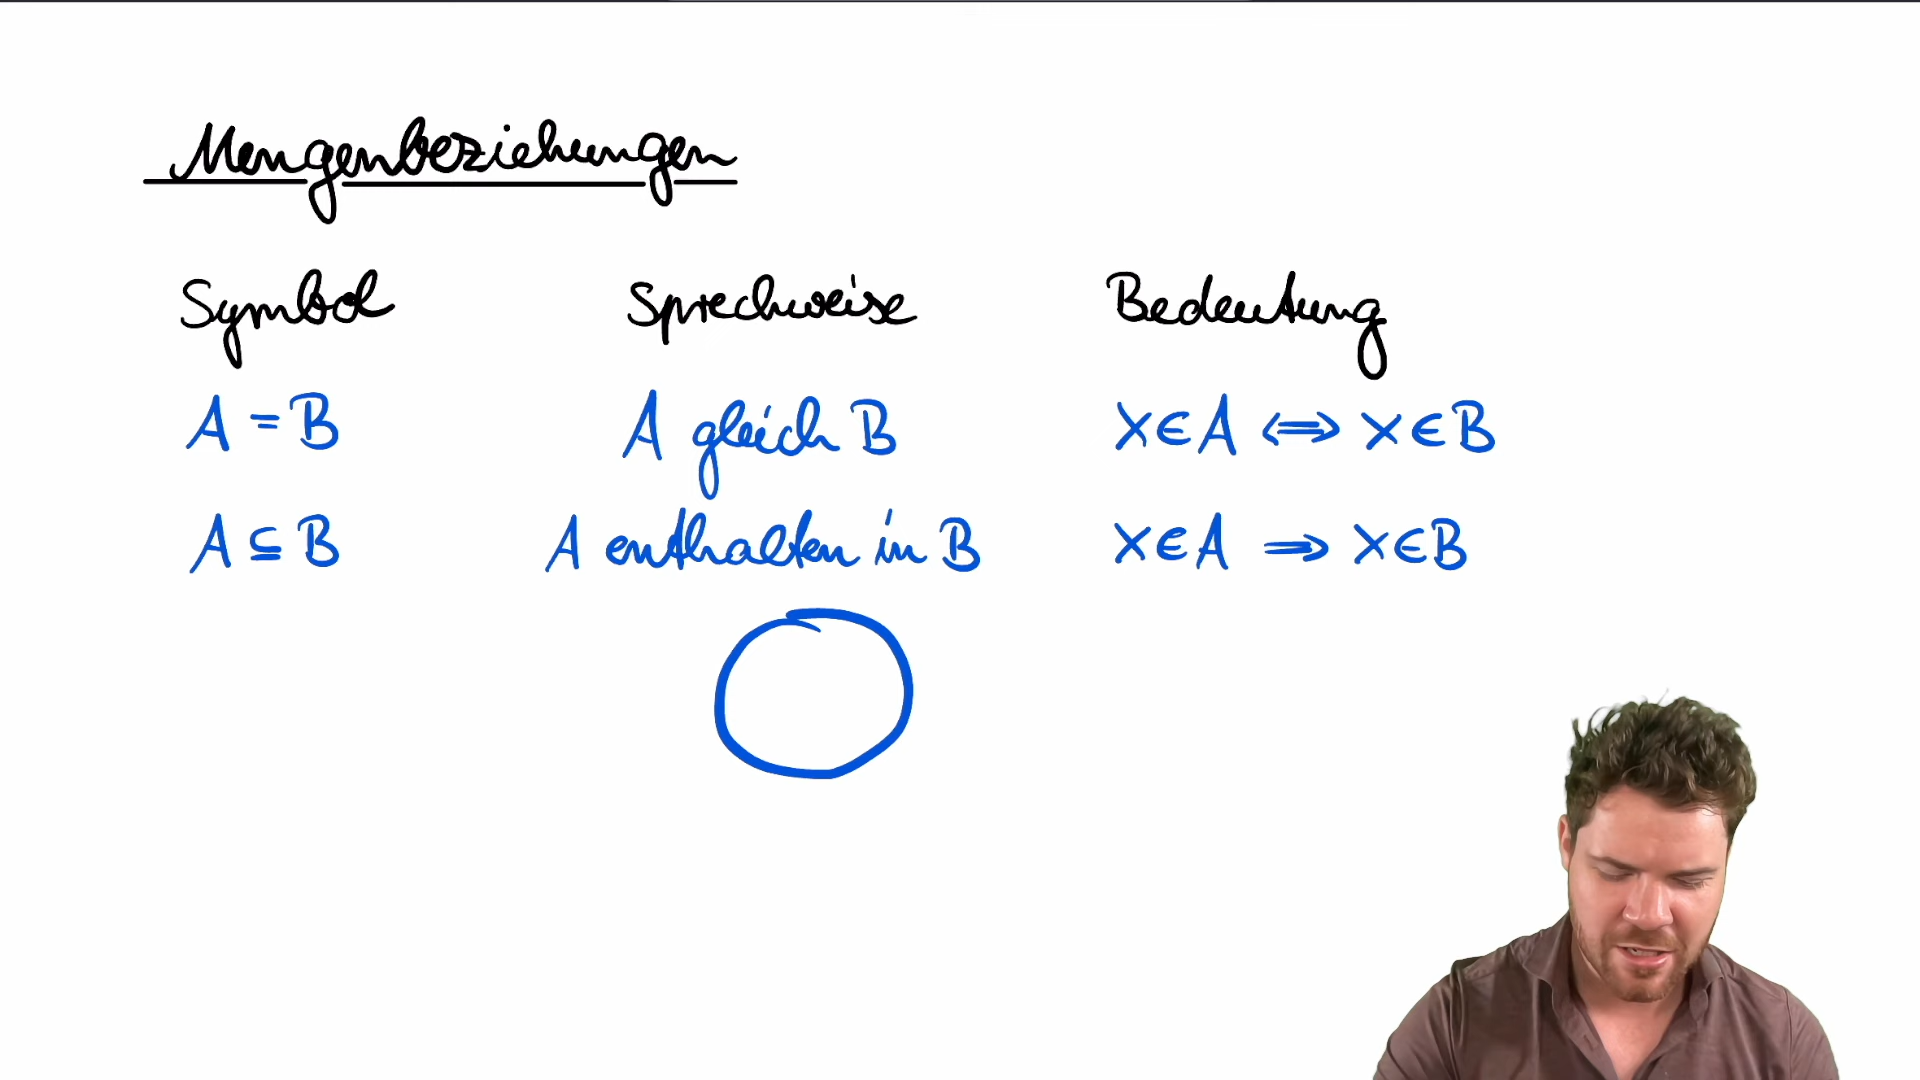 Mengenbeziehungen
Symbol Sprechweise Bedeutung
A = B A gleich B x∈A ⇔ x∈B
A ⊆ B A enthalten in B x∈A ⇒ x∈B